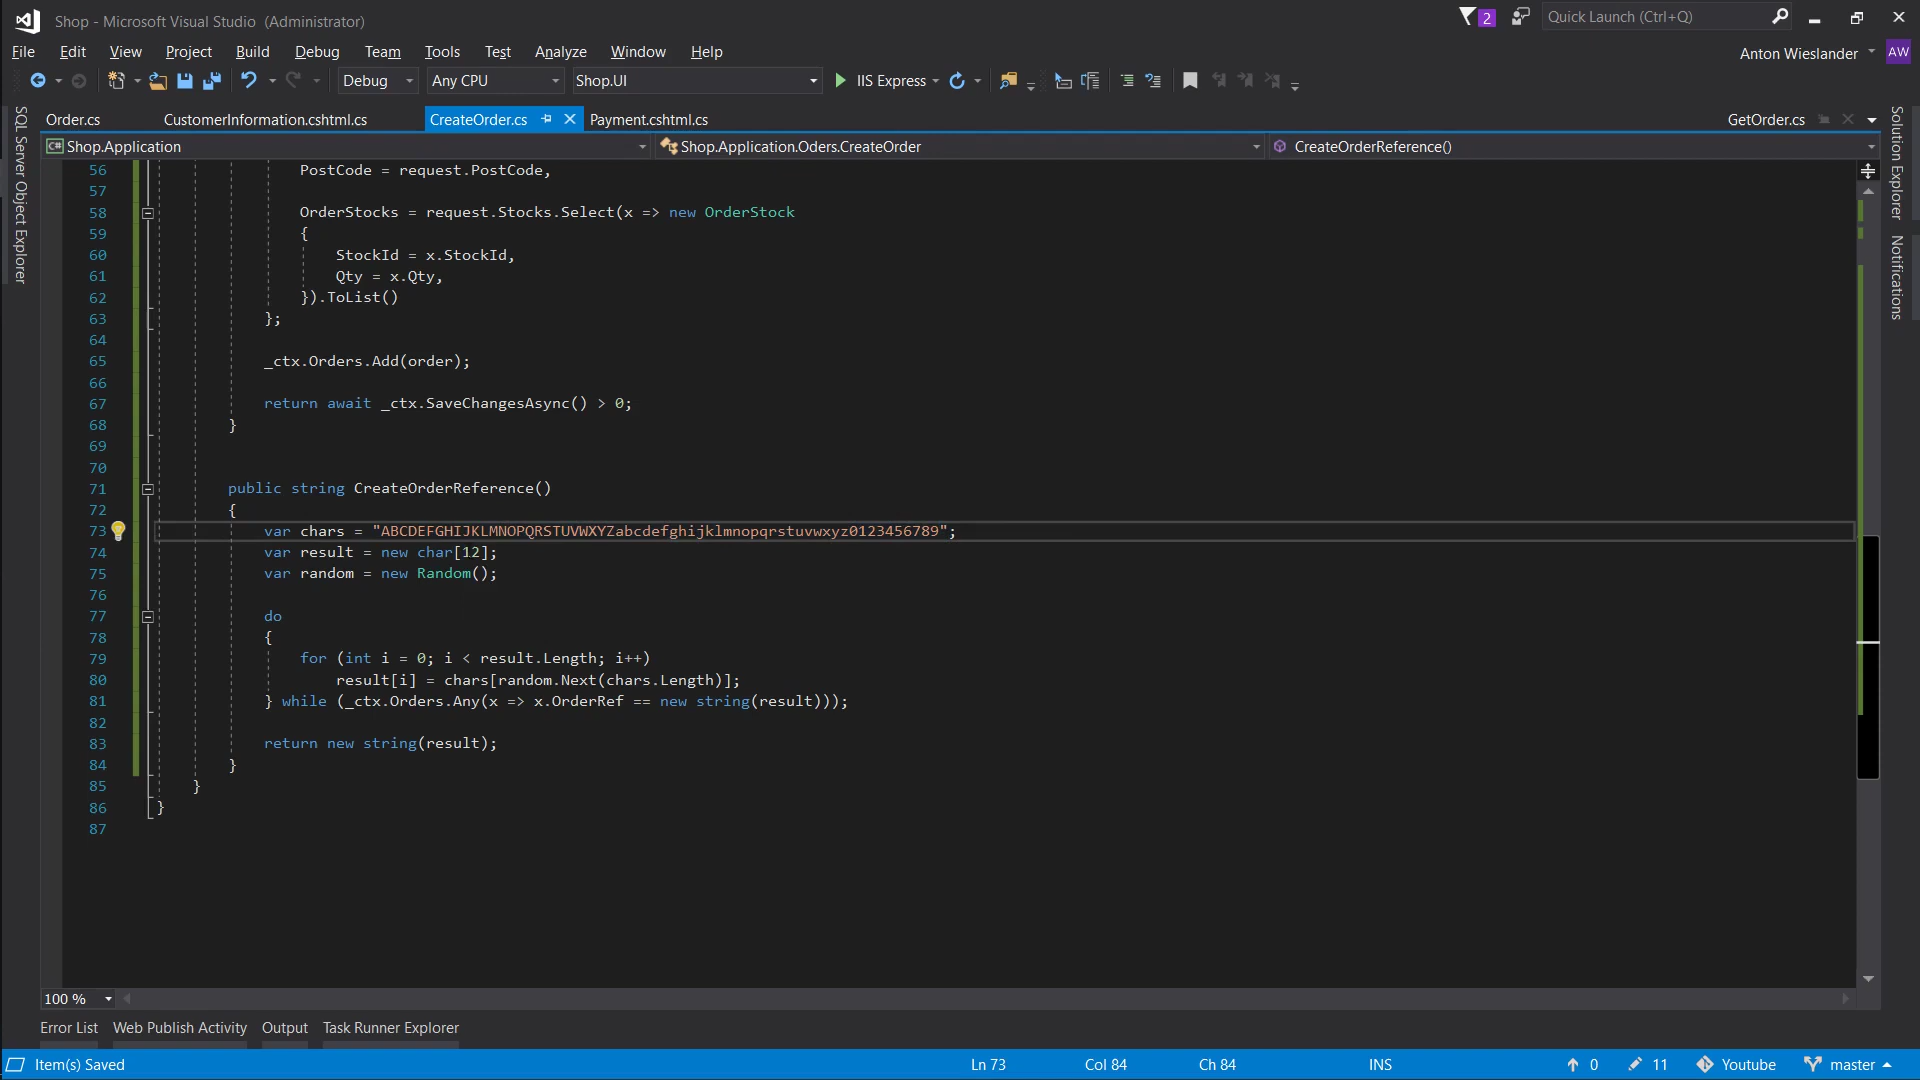 Shop - Microsoft Visual Studio (Administrator)
2
Quick Launch (Ctrl+Q)
File Edit View Project Build Debug Team Tools Test Analyze Window Help
Anton Wieslander AW
Debug Any CPU Shop.UI IIS Express
SQL Server Object Explorer
Order.cs CustomerInformation.cshtml.cs CreateOrder.cs Payment.cshtml.cs GetOrder.cs
Solution Explorer
Notifications
C# Shop.Application Shop.Application.Oders.CreateOrder CreateOrderReference()
56 PostCode = request.PostCode,
57
58 OrderStocks = request.Stocks.Select(x => new OrderStock
59 {
60 StockId = x.StockId,
61 Qty = x.Qty,
62 }).ToList()
63 };
64
65 _ctx.Orders.Add(order);
66
67 return await _ctx.SaveChangesAsync() > 0;
68 }
69
70
71 public string CreateOrderReference()
72 {
73 var chars = "ABCDEFGHIJKLMNOPQRSTUVWXYZabcdefghijklmnopqrstuvwxyz0123456789";
74 var result = new char[12];
75 var random = new Random();
76
77 do
78 {
79 for (int i = 0; i < result.Length; i++)
80 result[i] = chars[random.Next(chars.Length)];
81 } while (_ctx.Orders.Any(x => x.OrderRef == new string(result)));
82
83 return new string(result);
84 }
85 }
86 }
87
100 %
Error List Web Publish Activity Output Task Runner Explorer
Item(s) Saved Ln 73 Col 84 Ch 84 INS 0 11 Youtube master